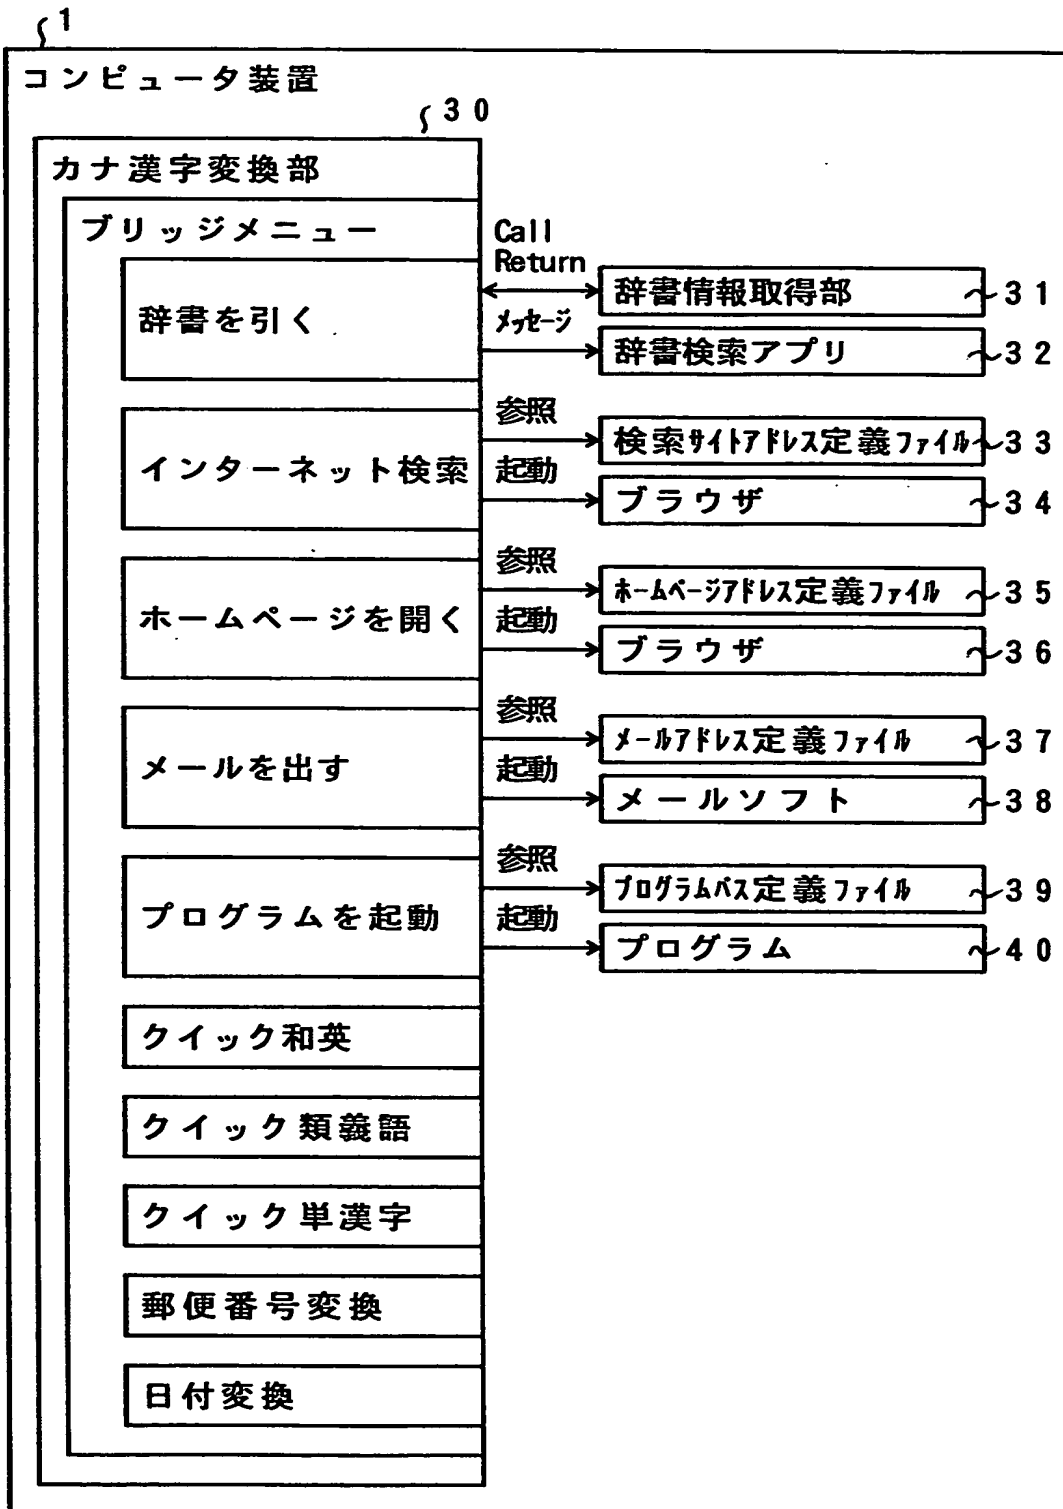 1
コンピュータ装置
30
カナ漢字変換部
ブリッジメニュー
Call
Return
辞書を引く
辞書情報取得部 31
メッセージ
辞書検索アプリ 32
参照
インターネット検索
検索サイトアドレス定義ファイル 33
起動
ブラウザ 34
参照
ホームページを開く
ホームページアドレス定義ファイル 35
起動
ブラウザ 36
参照
メールを出す
メールアドレス定義ファイル 37
起動
メールソフト 38
参照
プログラムを起動
プログラムパス定義ファイル 39
起動
プログラム 40
クイック和英
クイック類義語
クイック単漢字
郵便番号変換
日付変換